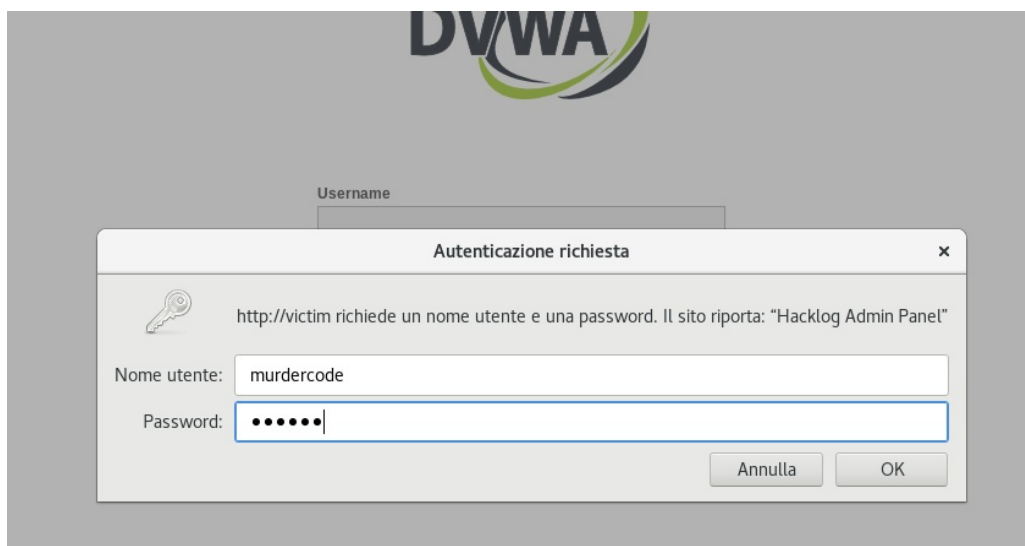 DVWA
Username
Autenticazione richiesta
http://victim richiede un nome utente e una password. Il sito riporta: “Hacklog Admin Panel”
Nome utente: murdercode
Password: ●●●●●●
Annulla OK